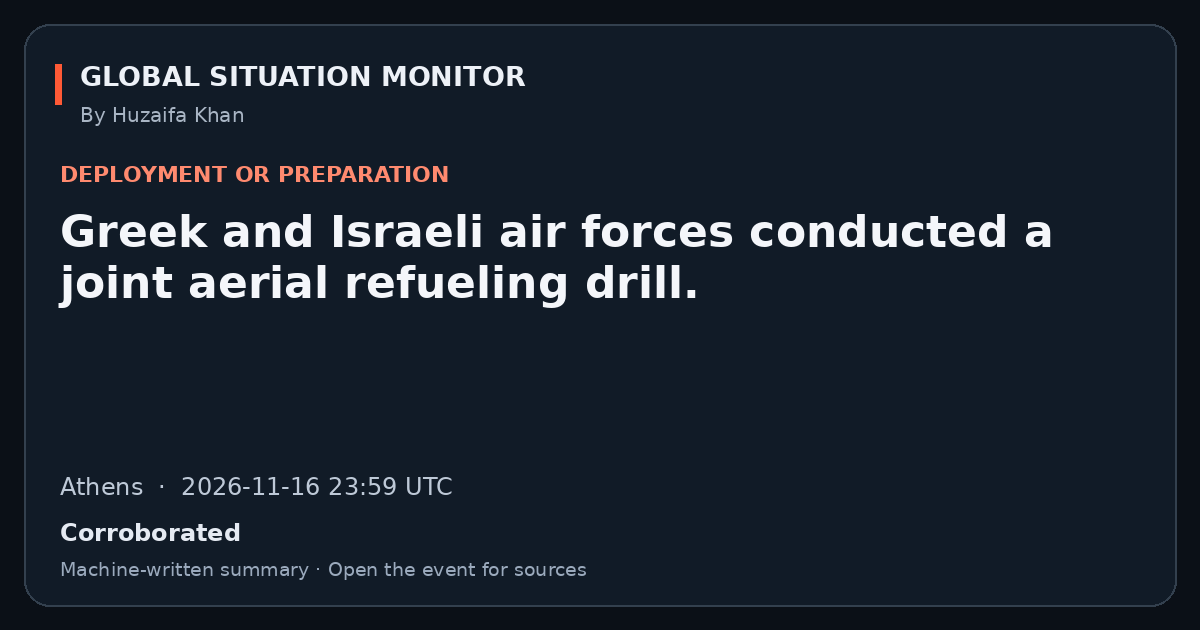 GLOBAL SITUATION MONITOR
By Huzaifa Khan
DEPLOYMENT OR PREPARATION
Greek and Israeli air forces conducted a
joint aerial refueling drill.
Athens · 2026-11-16 23:59 UTC
Corroborated
Machine-written summary · Open the event for sources